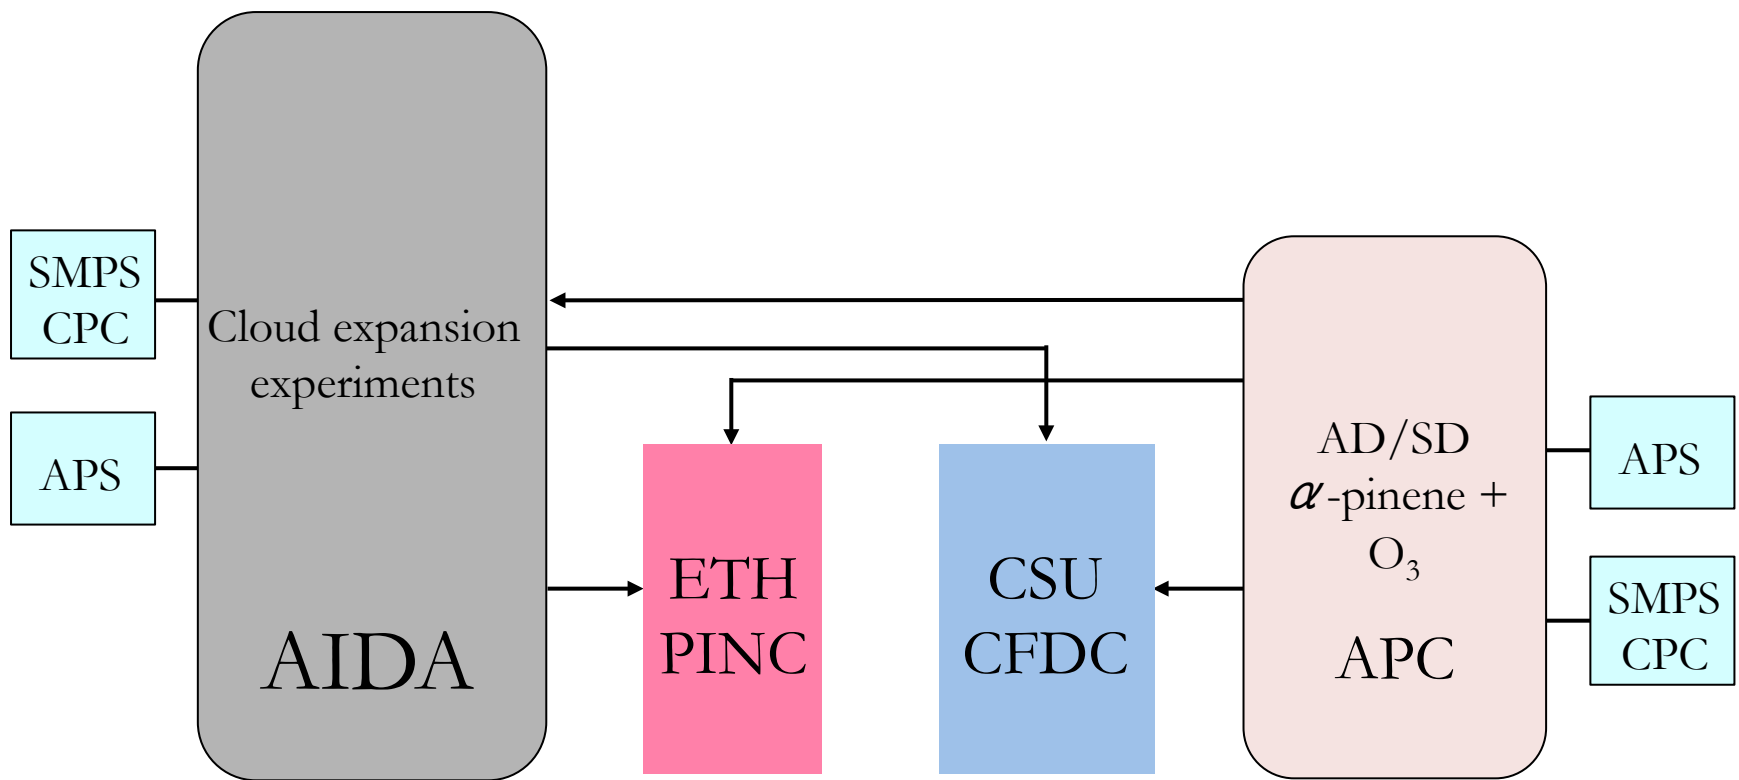 SMPS
CPC
APS
Cloud expansion
experiments
AIDA
ETH
PINC
CSU
CFDC
AD/SD
α-pinene +
O₃
APC
APS
SMPS
CPC